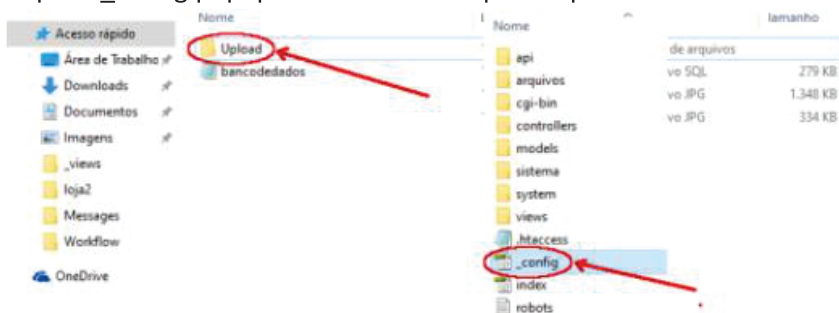 Acesso rápido
Área de Trabalho
Downloads
Documentos
Imagens
_views
loja2
Messages
Workflow
OneDrive
Nome
Upload
bancodedados
Nome
api
arquivos
cgi-bin
controllers
models
sistema
system
views
.htaccess
_config
index
robots
lamanho
de arquivos
vo SQL 279 KB
vo JPG 1.348 KB
vo JPG 334 KB